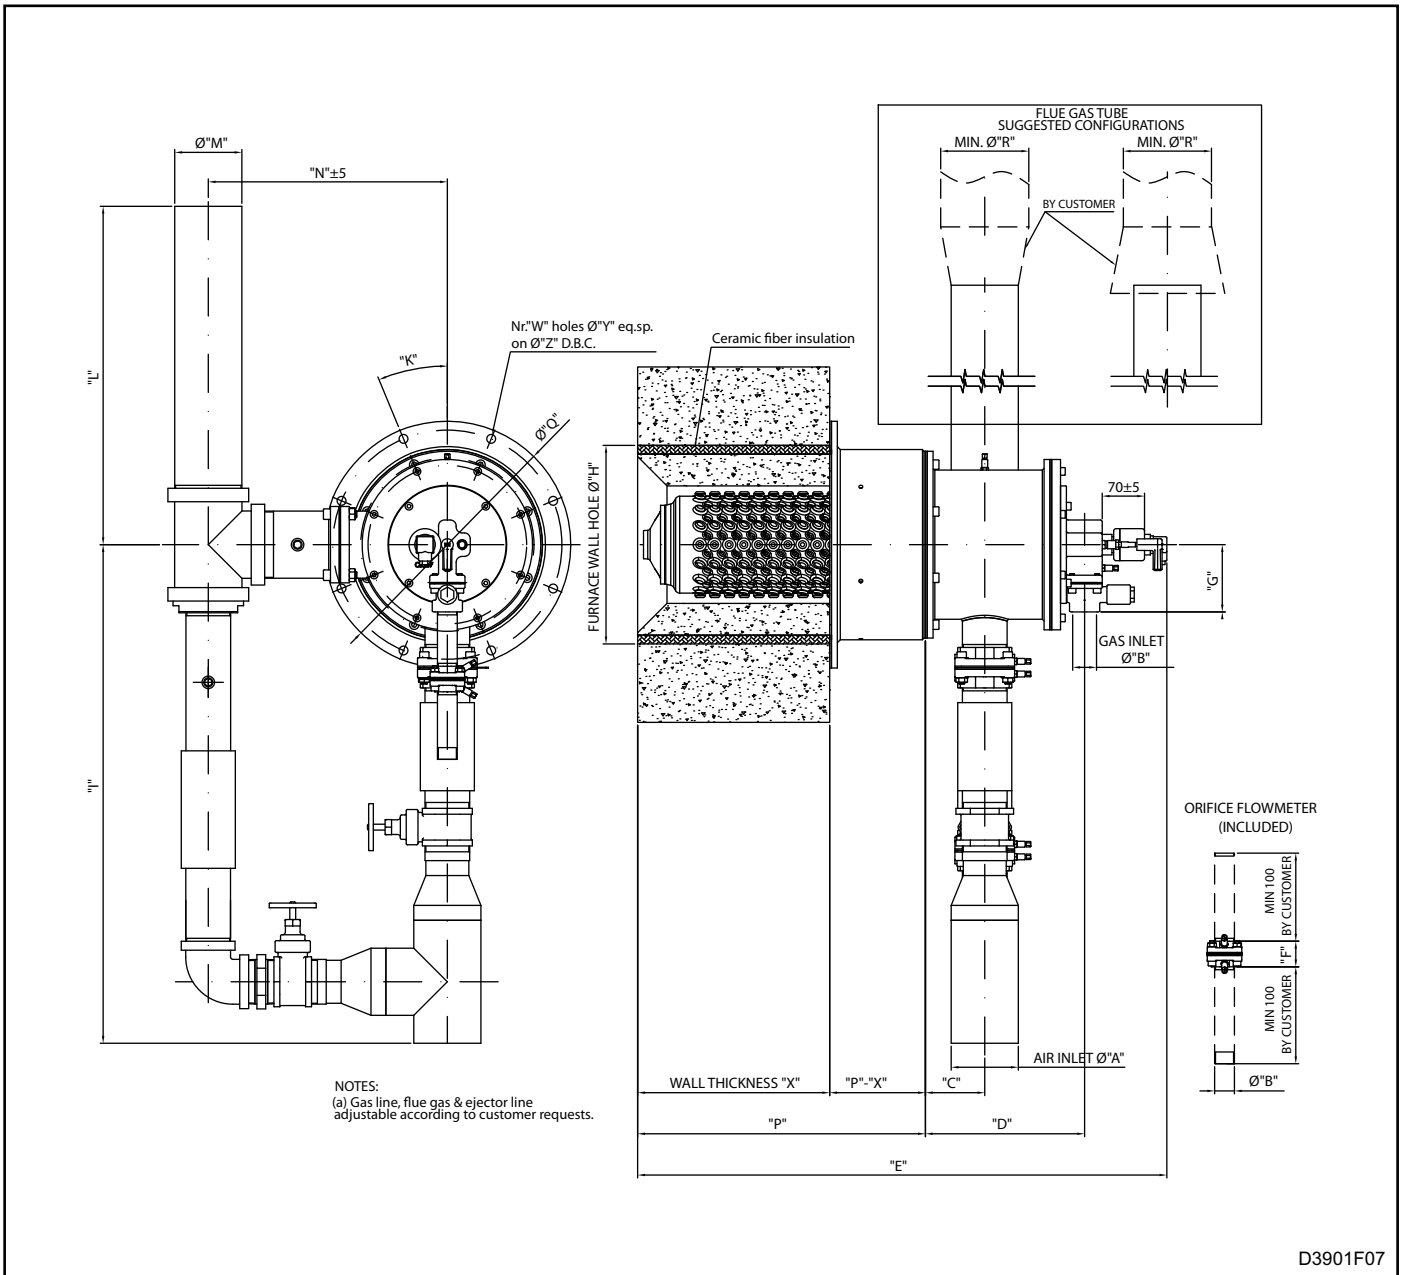 FLUE GAS TUBE
SUGGESTED CONFIGURATIONS
MIN. Ø"R"
MIN. Ø"R"
BY CUSTOMER
Ø"M"
"N"±5
"L"
"K"
Nr."W" holes Ø"Y" eq.sp.
on Ø"Z" D.B.C.
Ø"Q"
Ceramic fiber insulation
FURNACE WALL HOLE Ø"H"
70±5
"G"
GAS INLET
Ø"B"
"I"
ORIFICE FLOWMETER
(INCLUDED)
MIN 100
BY CUSTOMER
"F"
MIN 100
BY CUSTOMER
Ø"B"
AIR INLET Ø"A"
WALL THICKNESS "X"
"P"-"X"
"C"
"P"
"D"
"E"
NOTES:
(a) Gas line, flue gas & ejector line
adjustable according to customer requests.
D3901F07